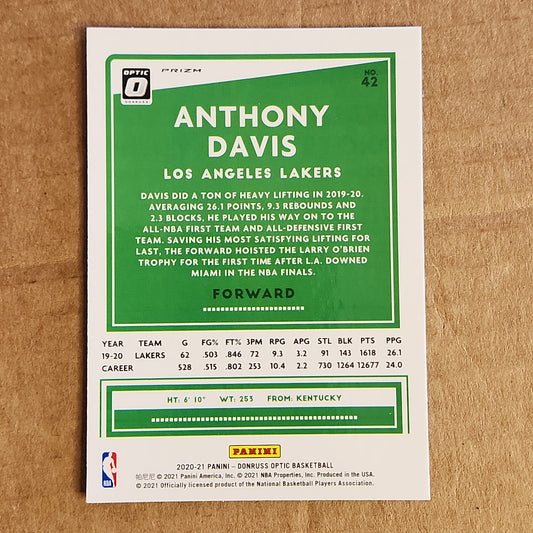 OPTIC
DONRUSS
PRIZM
NO.
42
ANTHONY
DAVIS
LOS ANGELES LAKERS
DAVIS DID A TON OF HEAVY LIFTING IN 2019-20.
AVERAGING 26.1 POINTS, 9.3 REBOUNDS AND
2.3 BLOCKS, HE PLAYED HIS WAY ON TO THE
ALL-NBA FIRST TEAM AND ALL-DEFENSIVE FIRST
TEAM. SAVING HIS MOST SATISFYING LIFTING FOR
LAST, THE FORWARD HOISTED THE LARRY O'BRIEN
TROPHY FOR THE FIRST TIME AFTER L.A. DOWNED
MIAMI IN THE NBA FINALS.
FORWARD
YEAR TEAM G FG% FT% 3PM RPG APG STL BLK PTS PPG
19-20 LAKERS 62 .503 .846 72 9.3 3.2 91 143 1618 26.1
CAREER 528 .515 .802 253 10.4 2.2 730 1264 12677 24.0
HT: 6' 10" WT: 253 FROM: KENTUCKY
PANINI
2020-21 PANINI – DONRUSS OPTIC BASKETBALL
帕尼尼 © 2021 Panini America, Inc. © 2021 NBA Properties, Inc. Produced in the USA.
© 2021 Officially licensed product of the National Basketball Players Association.
NBA